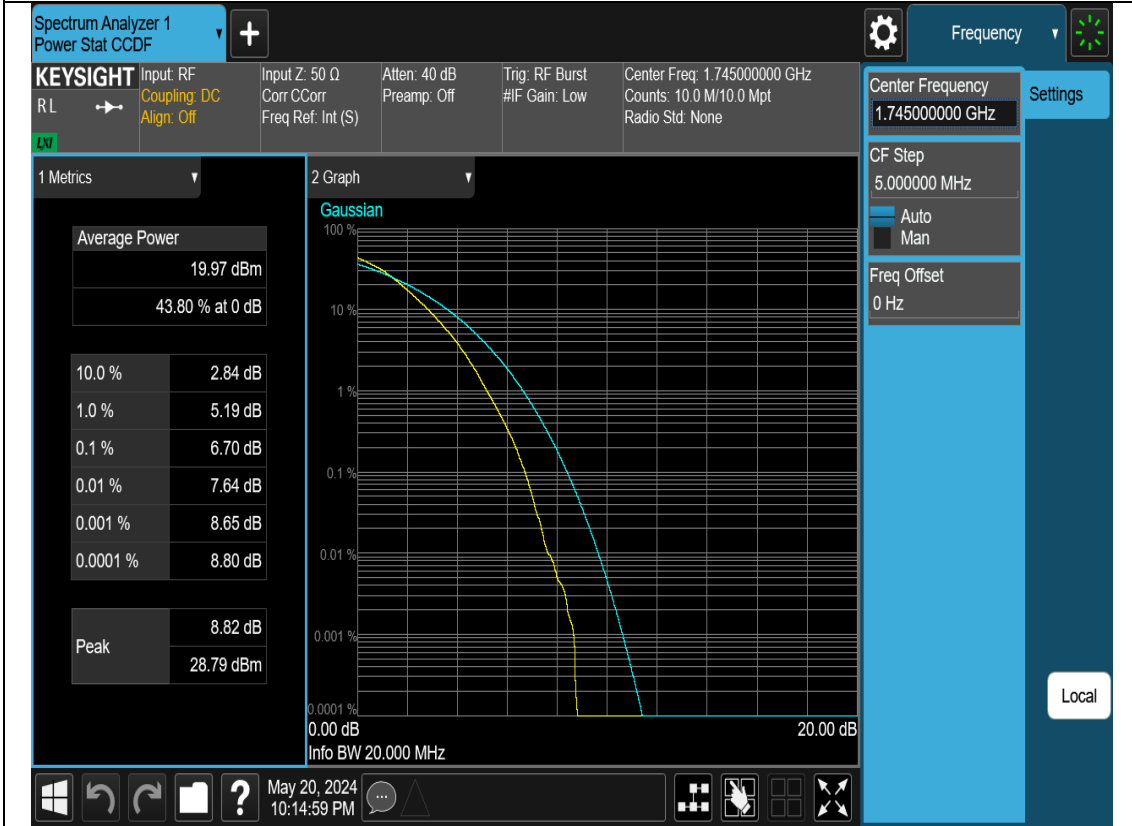 Spectrum Analyzer 1
Power Stat CCDF
▼
+
Frequency
▼
KEYSIGHT
RL
LXI
Input: RF
Coupling: DC
Align: Off
Input Z: 50 Ω
Corr CCorr
Freq Ref: Int (S)
Atten: 40 dB
Preamp: Off
Trig: RF Burst
#IF Gain: Low
Center Freq: 1.745000000 GHz
Counts: 10.0 M/10.0 Mpt
Radio Std: None
Center Frequency
1.745000000 GHz
Settings
CF Step
5.000000 MHz
Auto
Man
Freq Offset
0 Hz
Local
1 Metrics ▼
Average Power
19.97 dBm
43.80 % at 0 dB
10.0 % 2.84 dB
1.0 % 5.19 dB
0.1 % 6.70 dB
0.01 % 7.64 dB
0.001 % 8.65 dB
0.0001 % 8.80 dB
Peak 8.82 dB
28.79 dBm
2 Graph ▼
Gaussian
100 %
10 %
1 %
0.1 %
0.01 %
0.001 %
0.0001 %
0.00 dB 20.00 dB
Info BW 20.000 MHz
?
May 20, 2024
10:14:59 PM